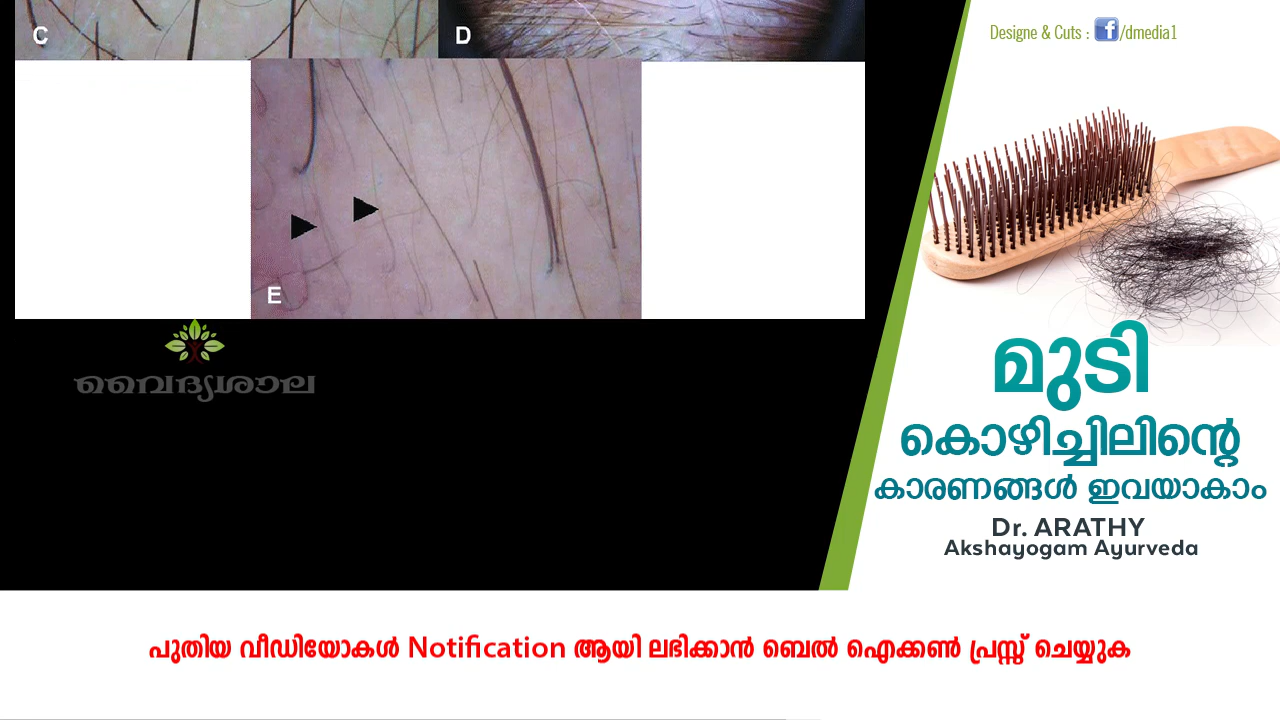 C
D
E
വൈദ്യശാല
Designe & Cuts : f/dmedia1
മുടി
കൊഴിച്ചിലിന്റെ
കാരണങ്ങൾ ഇവയാകാം
Dr. ARATHY
Akshayogam Ayurveda
പുതിയ വീഡിയോകൾ Notification ആയി ലഭിക്കാൻ ബെൽ ഐക്കൺ പ്രസ്സ് ചെയ്യുക